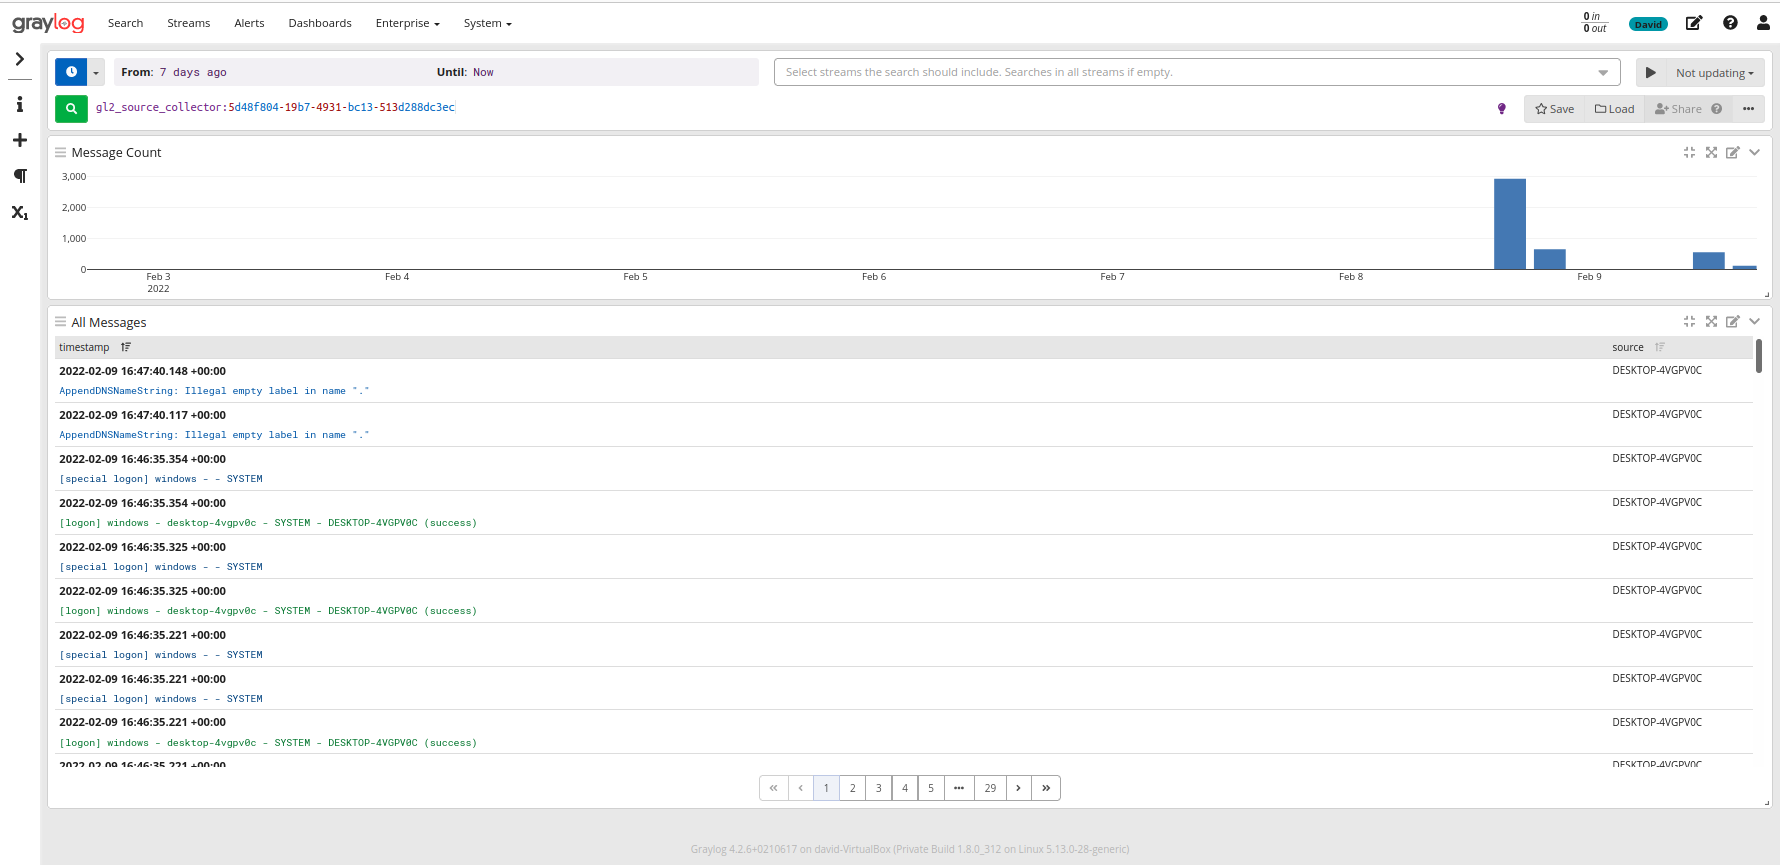 graylog Search Streams Alerts Dashboards Enterprise System 0 in David
0 out
From: 7 days ago Until: Now Select streams the search should include. Searches in all streams if empty. Not updating
gl2_source_collector:5d48f804-19b7-4931-bc13-513d288dc3ec Save Load Share
Message Count
3,000
2,000
1,000
0
Feb 3 Feb 4 Feb 5 Feb 6 Feb 7 Feb 8 Feb 9
2022
All Messages
timestamp source
2022-02-09 16:47:40.148 +00:00 DESKTOP-4VGPV0C
AppendDNSNameString: Illegal empty label in name "."
2022-02-09 16:47:40.117 +00:00 DESKTOP-4VGPV0C
AppendDNSNameString: Illegal empty label in name "."
2022-02-09 16:46:35.354 +00:00 DESKTOP-4VGPV0C
[special logon] windows - - SYSTEM
2022-02-09 16:46:35.354 +00:00 DESKTOP-4VGPV0C
[logon] windows - desktop-4vgpv0c - SYSTEM - DESKTOP-4VGPV0C (success)
2022-02-09 16:46:35.325 +00:00 DESKTOP-4VGPV0C
[special logon] windows - - SYSTEM
2022-02-09 16:46:35.325 +00:00 DESKTOP-4VGPV0C
[logon] windows - desktop-4vgpv0c - SYSTEM - DESKTOP-4VGPV0C (success)
2022-02-09 16:46:35.221 +00:00 DESKTOP-4VGPV0C
[special logon] windows - - SYSTEM
2022-02-09 16:46:35.221 +00:00 DESKTOP-4VGPV0C
[special logon] windows - - SYSTEM
2022-02-09 16:46:35.221 +00:00 DESKTOP-4VGPV0C
[logon] windows - desktop-4vgpv0c - SYSTEM - DESKTOP-4VGPV0C (success)
2022-02-09 16:46:35.221 +00:00 DESKTOP-4VGPV0C
« ‹ 1 2 3 4 5 ••• 29 › »
Graylog 4.2.6+0210617 on david-VirtualBox (Private Build 1.8.0_312 on Linux 5.13.0-28-generic)